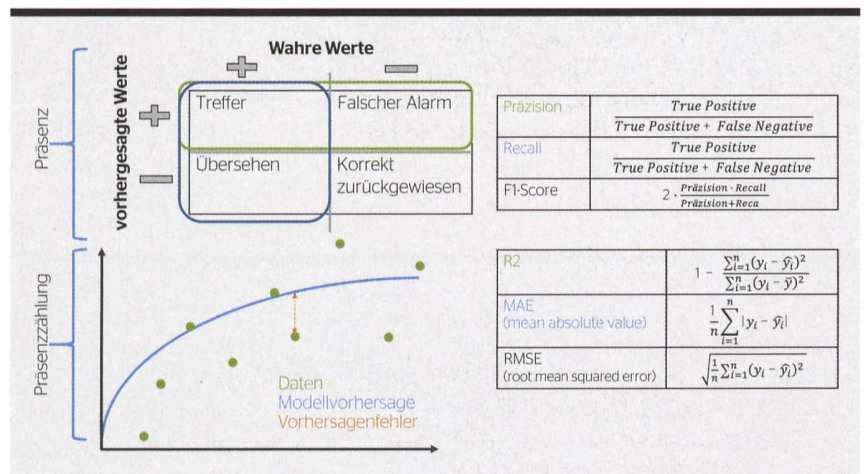 Wahre Werte
vorhergesagte Werte
Präsenz
Treffer
Falscher Alarm
Übersehen
Korrekt
zurückgewiesen
Präzision
True Positive
True Positive + False Negative
Recall
True Positive
True Positive + False Negative
F1-Score
2 · Präzision · Recall
Präzision+Reca
Präsenzzählung
Daten
Modellvorhersage
Vorhersagenfehler
R2
1 - ∑ⁿᵢ₌₁(yᵢ - ŷᵢ)²
∑ⁿᵢ₌₁(yᵢ - ȳ)²
MAE
(mean absolute value)
1/n ∑ⁿᵢ₌₁ |yᵢ - ŷᵢ|
RMSE
(root mean squared error)
√1/n ∑ⁿᵢ₌₁(yᵢ - ŷᵢ)²